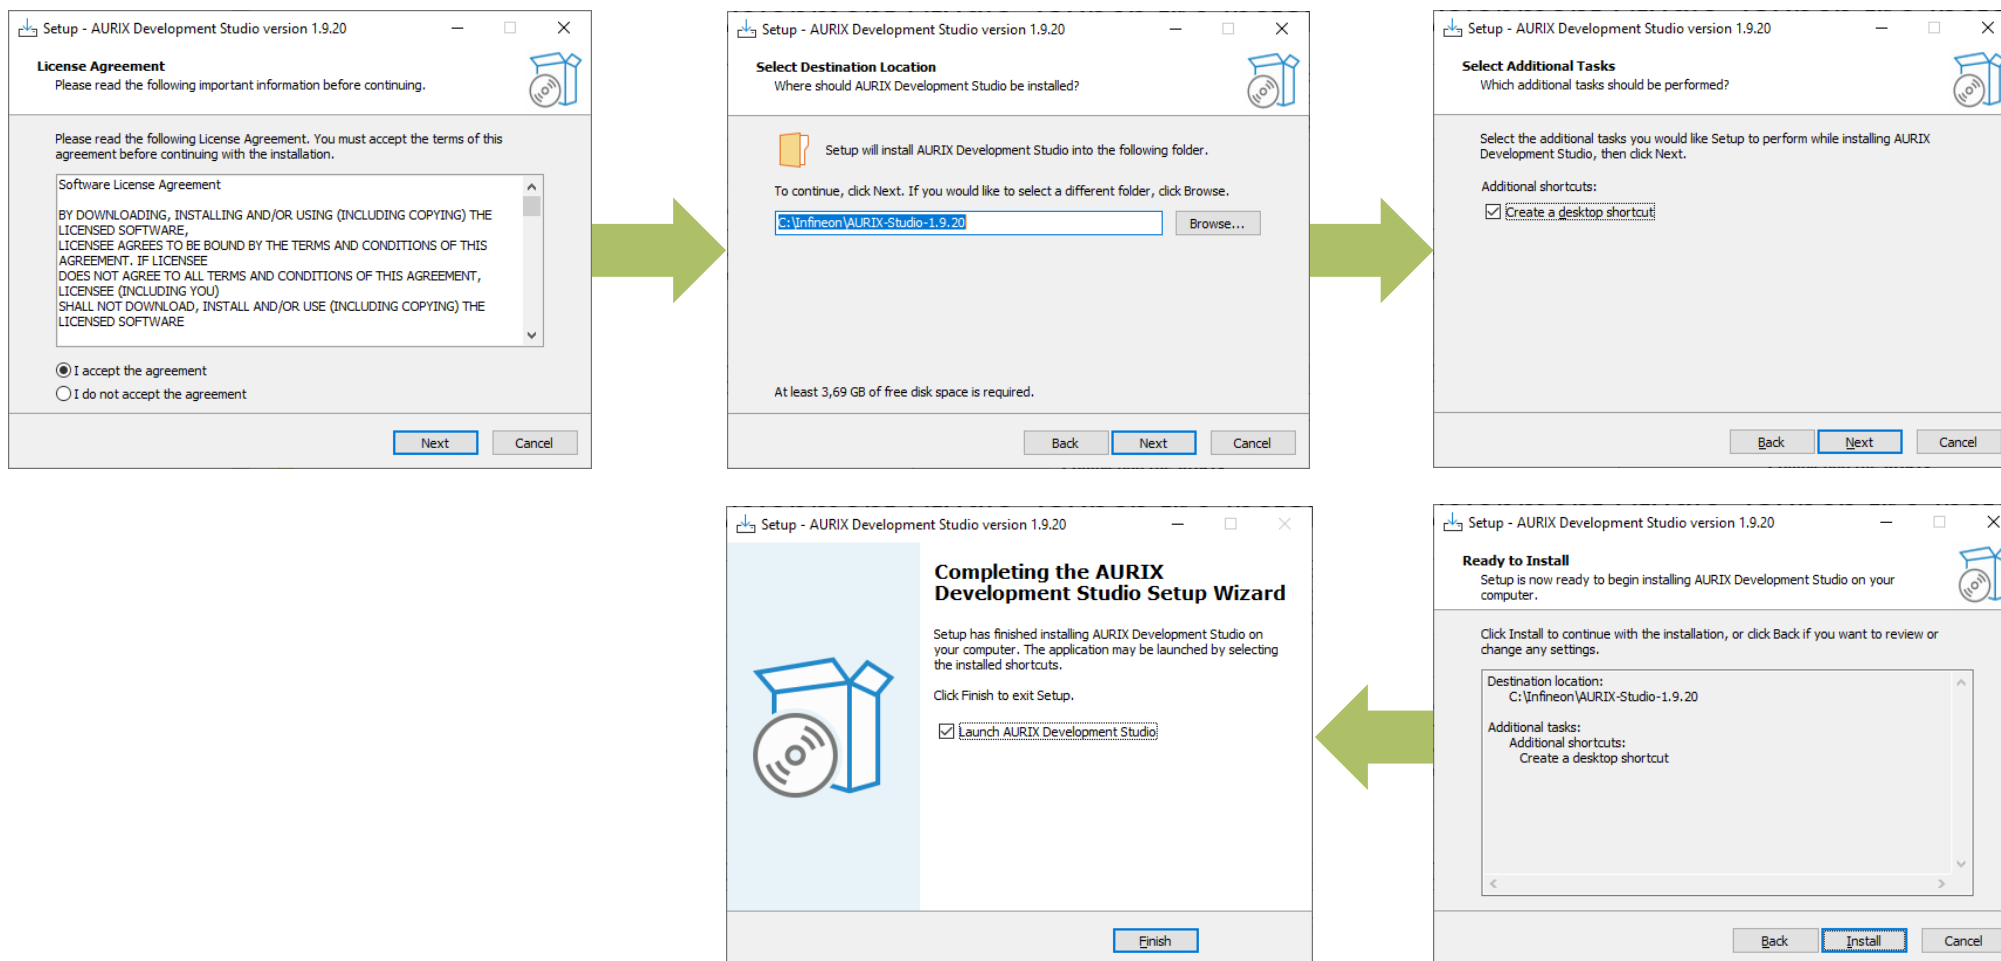 Setup - AURIX Development Studio version 1.9.20
License Agreement
Please read the following important information before continuing.
Please read the following License Agreement. You must accept the terms of this
agreement before continuing with the installation.
Software License Agreement
BY DOWNLOADING, INSTALLING AND/OR USING (INCLUDING COPYING) THE
LICENSED SOFTWARE,
LICENSEE AGREES TO BE BOUND BY THE TERMS AND CONDITIONS OF THIS
AGREEMENT. IF LICENSEE
DOES NOT AGREE TO ALL TERMS AND CONDITIONS OF THIS AGREEMENT,
LICENSEE (INCLUDING YOU)
SHALL NOT DOWNLOAD, INSTALL AND/OR USE (INCLUDING COPYING) THE
LICENSED SOFTWARE
I accept the agreement
I do not accept the agreement
Next Cancel
Setup - AURIX Development Studio version 1.9.20
Select Destination Location
Where should AURIX Development Studio be installed?
Setup will install AURIX Development Studio into the following folder.
To continue, click Next. If you would like to select a different folder, click Browse.
C:\Infineon\AURIX-Studio-1.9.20 Browse...
At least 3,69 GB of free disk space is required.
Back Next Cancel
Setup - AURIX Development Studio version 1.9.20
Select Additional Tasks
Which additional tasks should be performed?
Select the additional tasks you would like Setup to perform while installing AURIX
Development Studio, then click Next.
Additional shortcuts:
Create a desktop shortcut
Back Next Cancel
Setup - AURIX Development Studio version 1.9.20
Ready to Install
Setup is now ready to begin installing AURIX Development Studio on your
computer.
Click Install to continue with the installation, or click Back if you want to review or
change any settings.
Destination location:
C:\Infineon\AURIX-Studio-1.9.20
Additional tasks:
Additional shortcuts:
Create a desktop shortcut
Back Install Cancel
Setup - AURIX Development Studio version 1.9.20
Completing the AURIX
Development Studio Setup Wizard
Setup has finished installing AURIX Development Studio on
your computer. The application may be launched by selecting
the installed shortcuts.
Click Finish to exit Setup.
Launch AURIX Development Studio
Finish